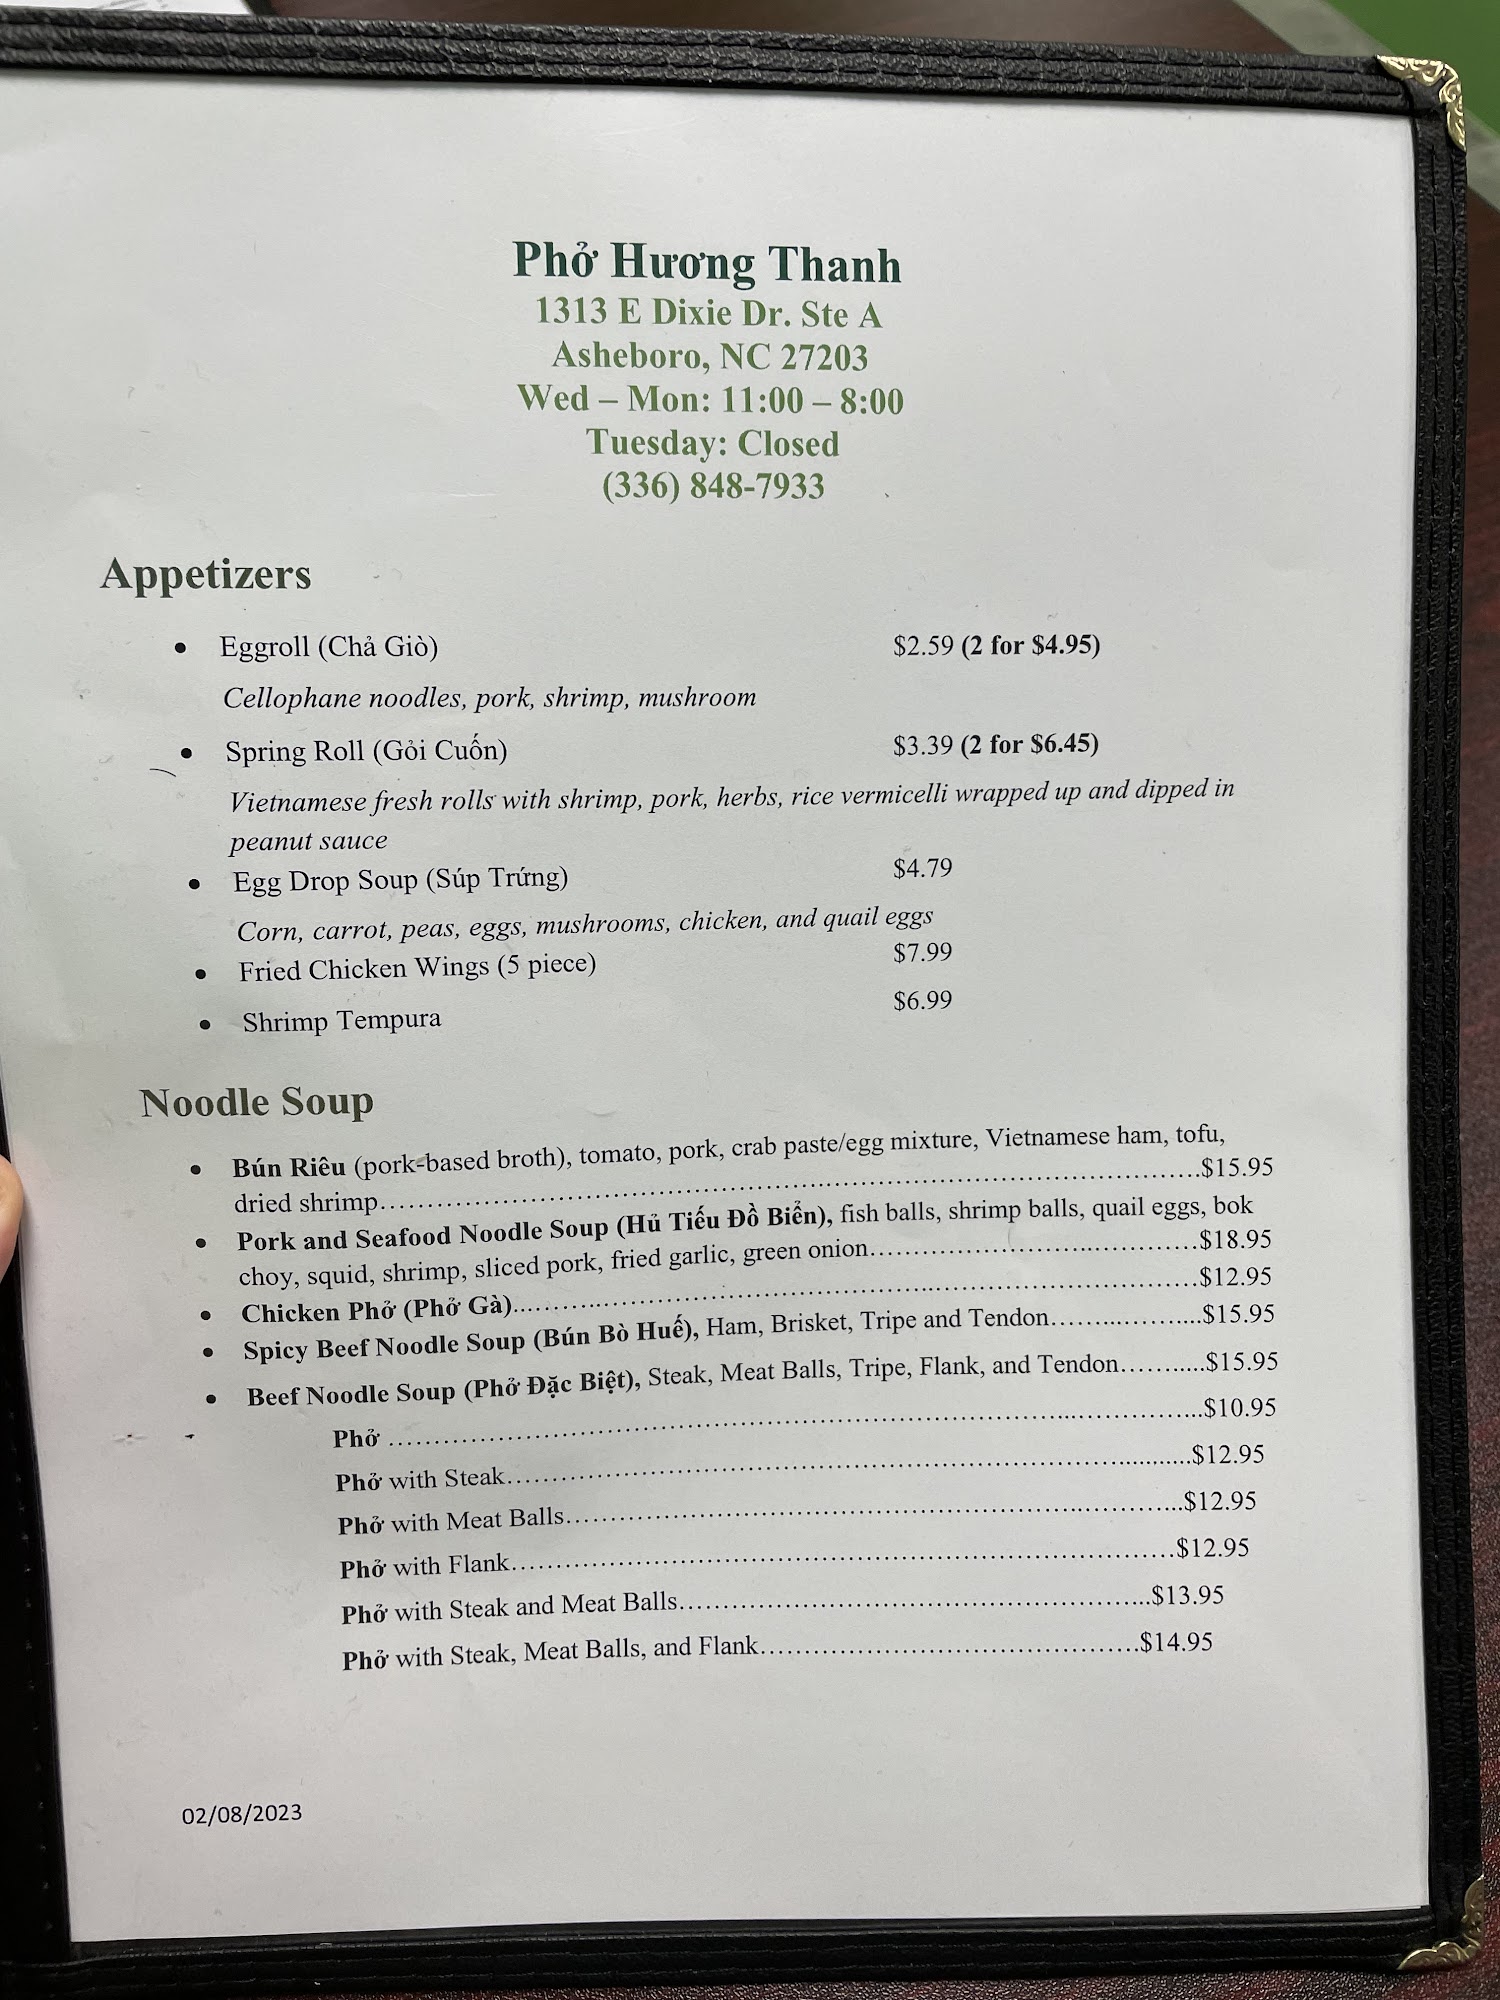 Phở Hương Thanh
1313 E Dixie Dr. Ste A
Asheboro, NC 27203
Wed – Mon: 11:00 – 8:00
Tuesday: Closed
(336) 848-7933
Appetizers
• Eggroll (Chả Giò) $2.59 (2 for $4.95)
Cellophane noodles, pork, shrimp, mushroom
• Spring Roll (Gỏi Cuốn) $3.39 (2 for $6.45)
Vietnamese fresh rolls with shrimp, pork, herbs, rice vermicelli wrapped up and dipped in
peanut sauce
• Egg Drop Soup (Súp Trứng) $4.79
Corn, carrot, peas, eggs, mushrooms, chicken, and quail eggs
• Fried Chicken Wings (5 piece) $7.99
• Shrimp Tempura $6.99
Noodle Soup
• Bún Riêu (pork-based broth), tomato, pork, crab paste/egg mixture, Vietnamese ham, tofu,
dried shrimp..........$15.95
• Pork and Seafood Noodle Soup (Hủ Tiếu Đồ Biển), fish balls, shrimp balls, quail eggs, bok
choy, squid, shrimp, sliced pork, fried garlic, green onion..........$18.95
• Chicken Phở (Phở Gà)..........$12.95
• Spicy Beef Noodle Soup (Bún Bò Huế), Ham, Brisket, Tripe and Tendon..........$15.95
• Beef Noodle Soup (Phở Đặc Biệt), Steak, Meat Balls, Tripe, Flank, and Tendon..........$15.95
Phở ..........$10.95
Phở with Steak..........$12.95
Phở with Meat Balls..........$12.95
Phở with Flank..........$12.95
Phở with Steak and Meat Balls..........$13.95
Phở with Steak, Meat Balls, and Flank..........$14.95
02/08/2023